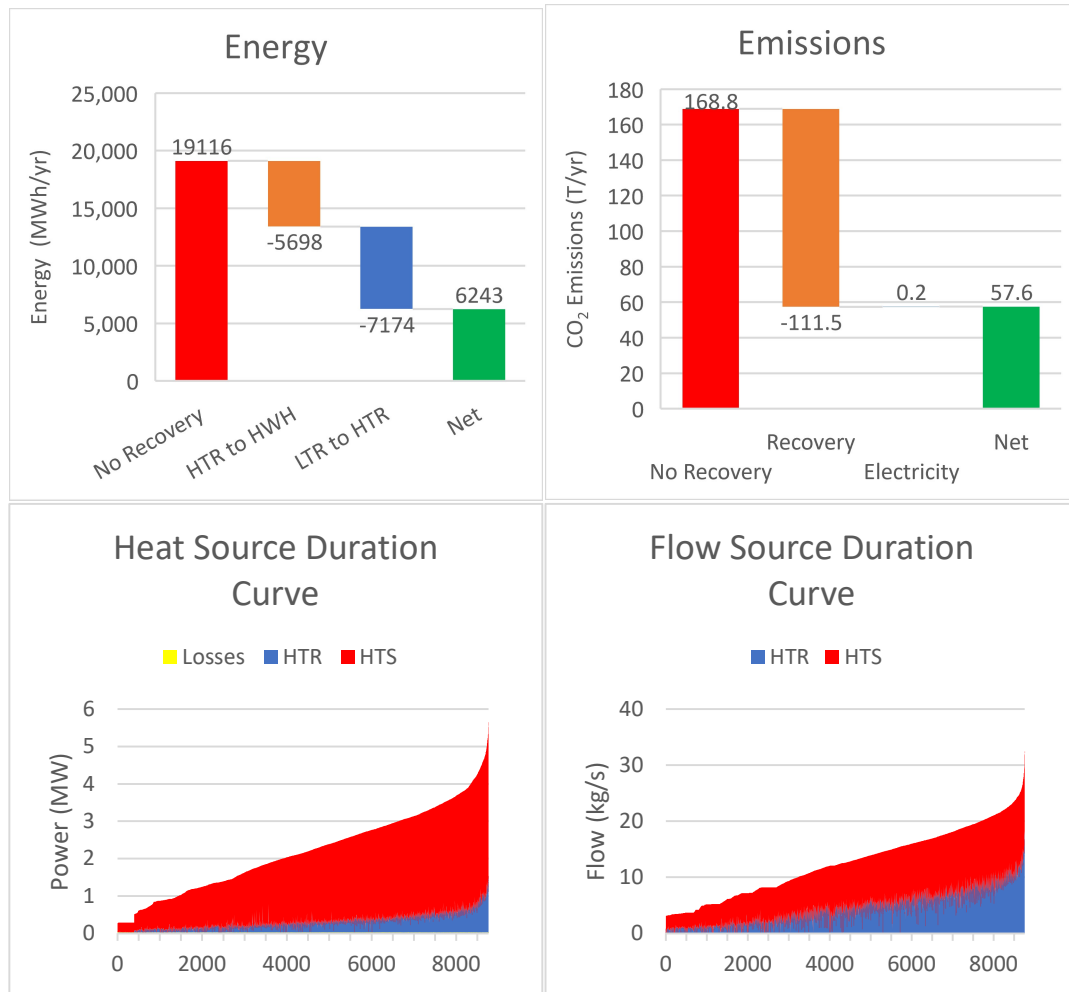 Energy
Energy (MWh/yr)
25,000
20,000
15,000
10,000
5,000
0
19116
-5698
-7174
6243
No Recovery
HTR to HWH
LTR to HTR
Net
Emissions
CO₂ Emissions (T/yr)
180
160
140
120
100
80
60
40
20
0
168.8
-111.5
0.2
57.6
Recovery
Net
No Recovery
Electricity
Heat Source Duration
Curve
Losses HTR HTS
Power (MW)
6
5
4
3
2
1
0
0 2000 4000 6000 8000
Flow Source Duration
Curve
HTR HTS
Flow (kg/s)
40
30
20
10
0
0 2000 4000 6000 8000